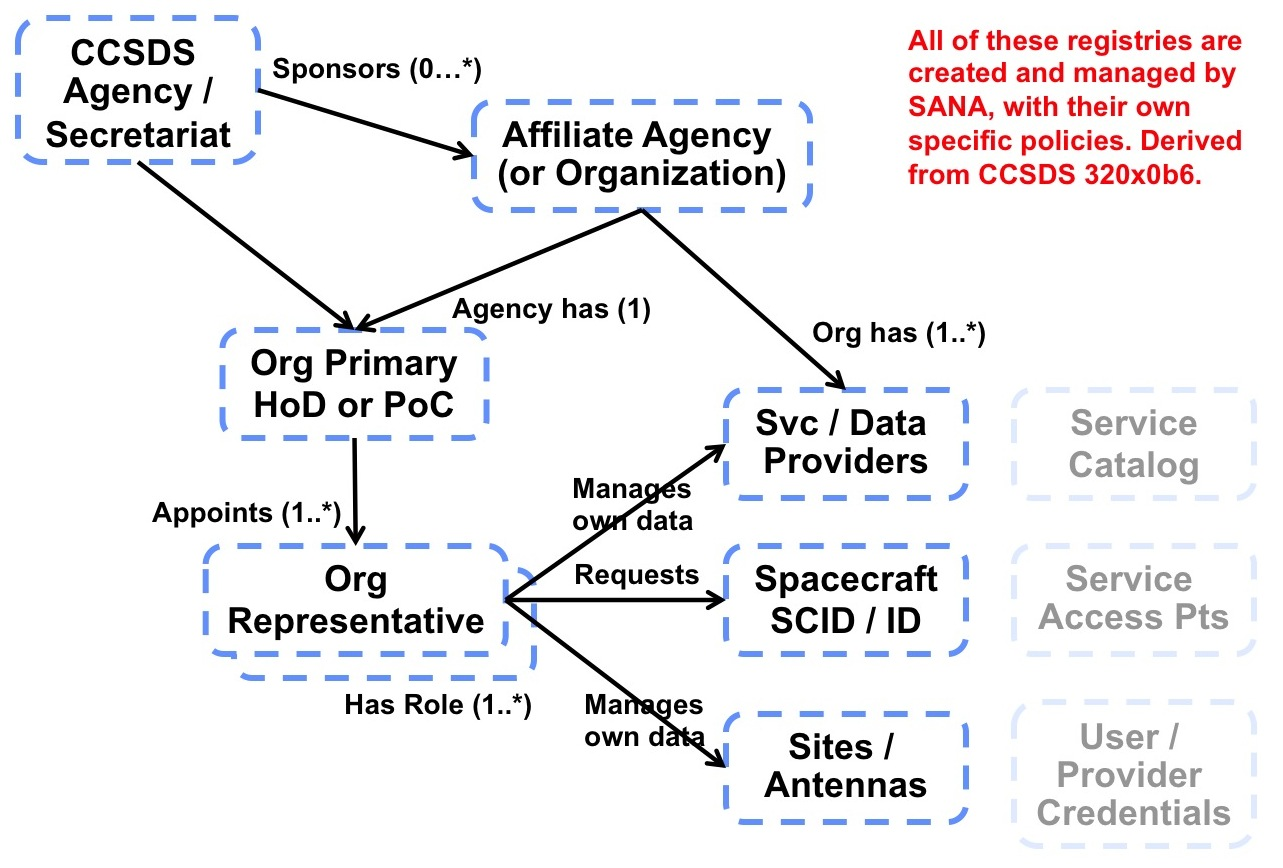 CCSDS
Agency /
Secretariat
Sponsors (0…*)
Affiliate Agency
(or Organization)
All of these registries are
created and managed by
SANA, with their own
specific policies. Derived
from CCSDS 320x0b6.
Agency has (1)
Org has (1..*)
Org Primary
HoD or PoC
Svc / Data
Providers
Service
Catalog
Appoints (1..*)
Manages
own data
Org
Representative
Requests
Spacecraft
SCID / ID
Service
Access Pts
Has Role (1..*)
Manages
own data
Sites /
Antennas
User /
Provider
Credentials